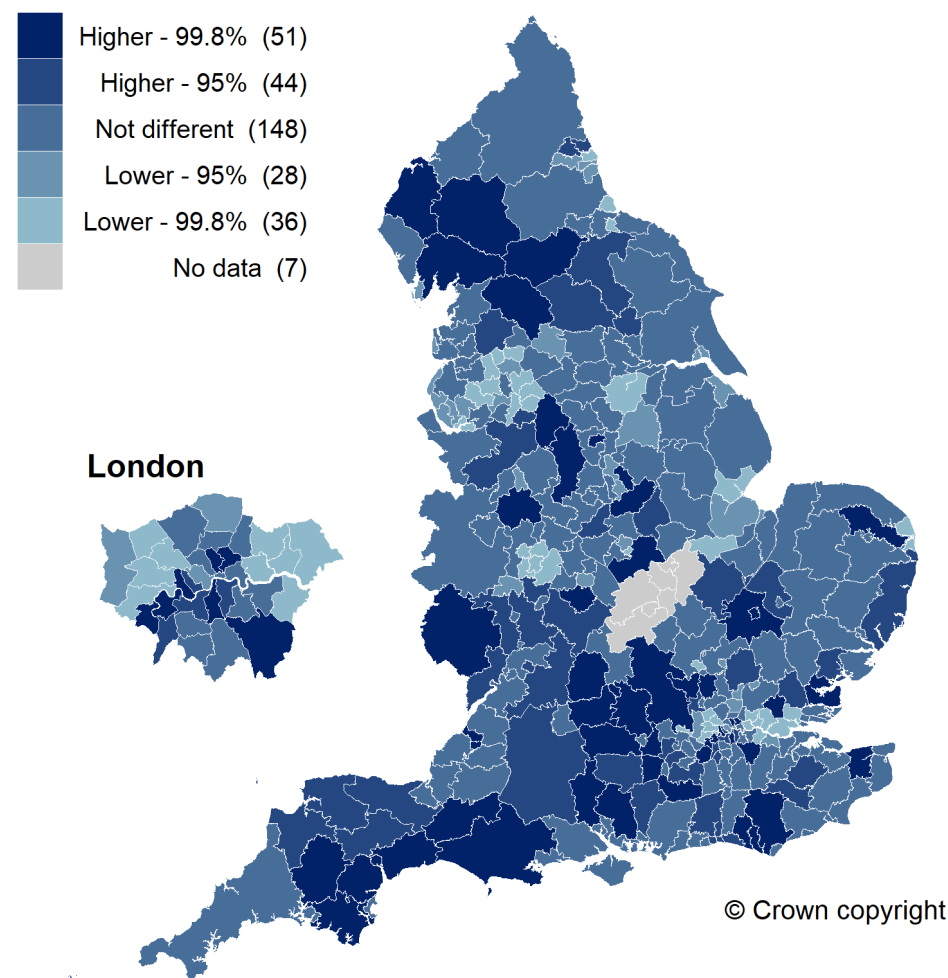 Higher - 99.8% (51)
Higher - 95% (44)
Not different (148)
Lower - 95% (28)
Lower - 99.8% (36)
No data (7)
London
© Crown copyright